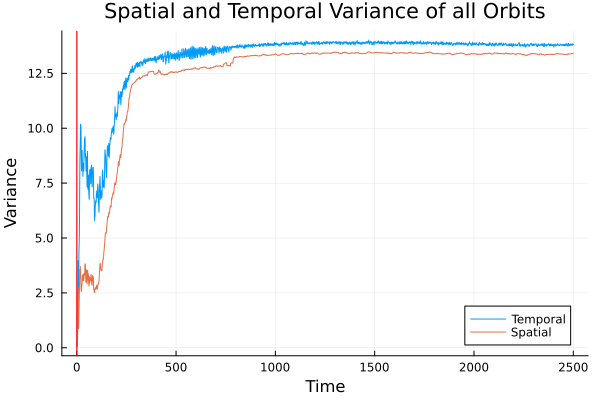 Spatial and Temporal Variance of all Orbits
Variance
12.5
10.0
7.5
5.0
2.5
0.0
Temporal
Spatial
0
500
1000
1500
2000
2500
Time